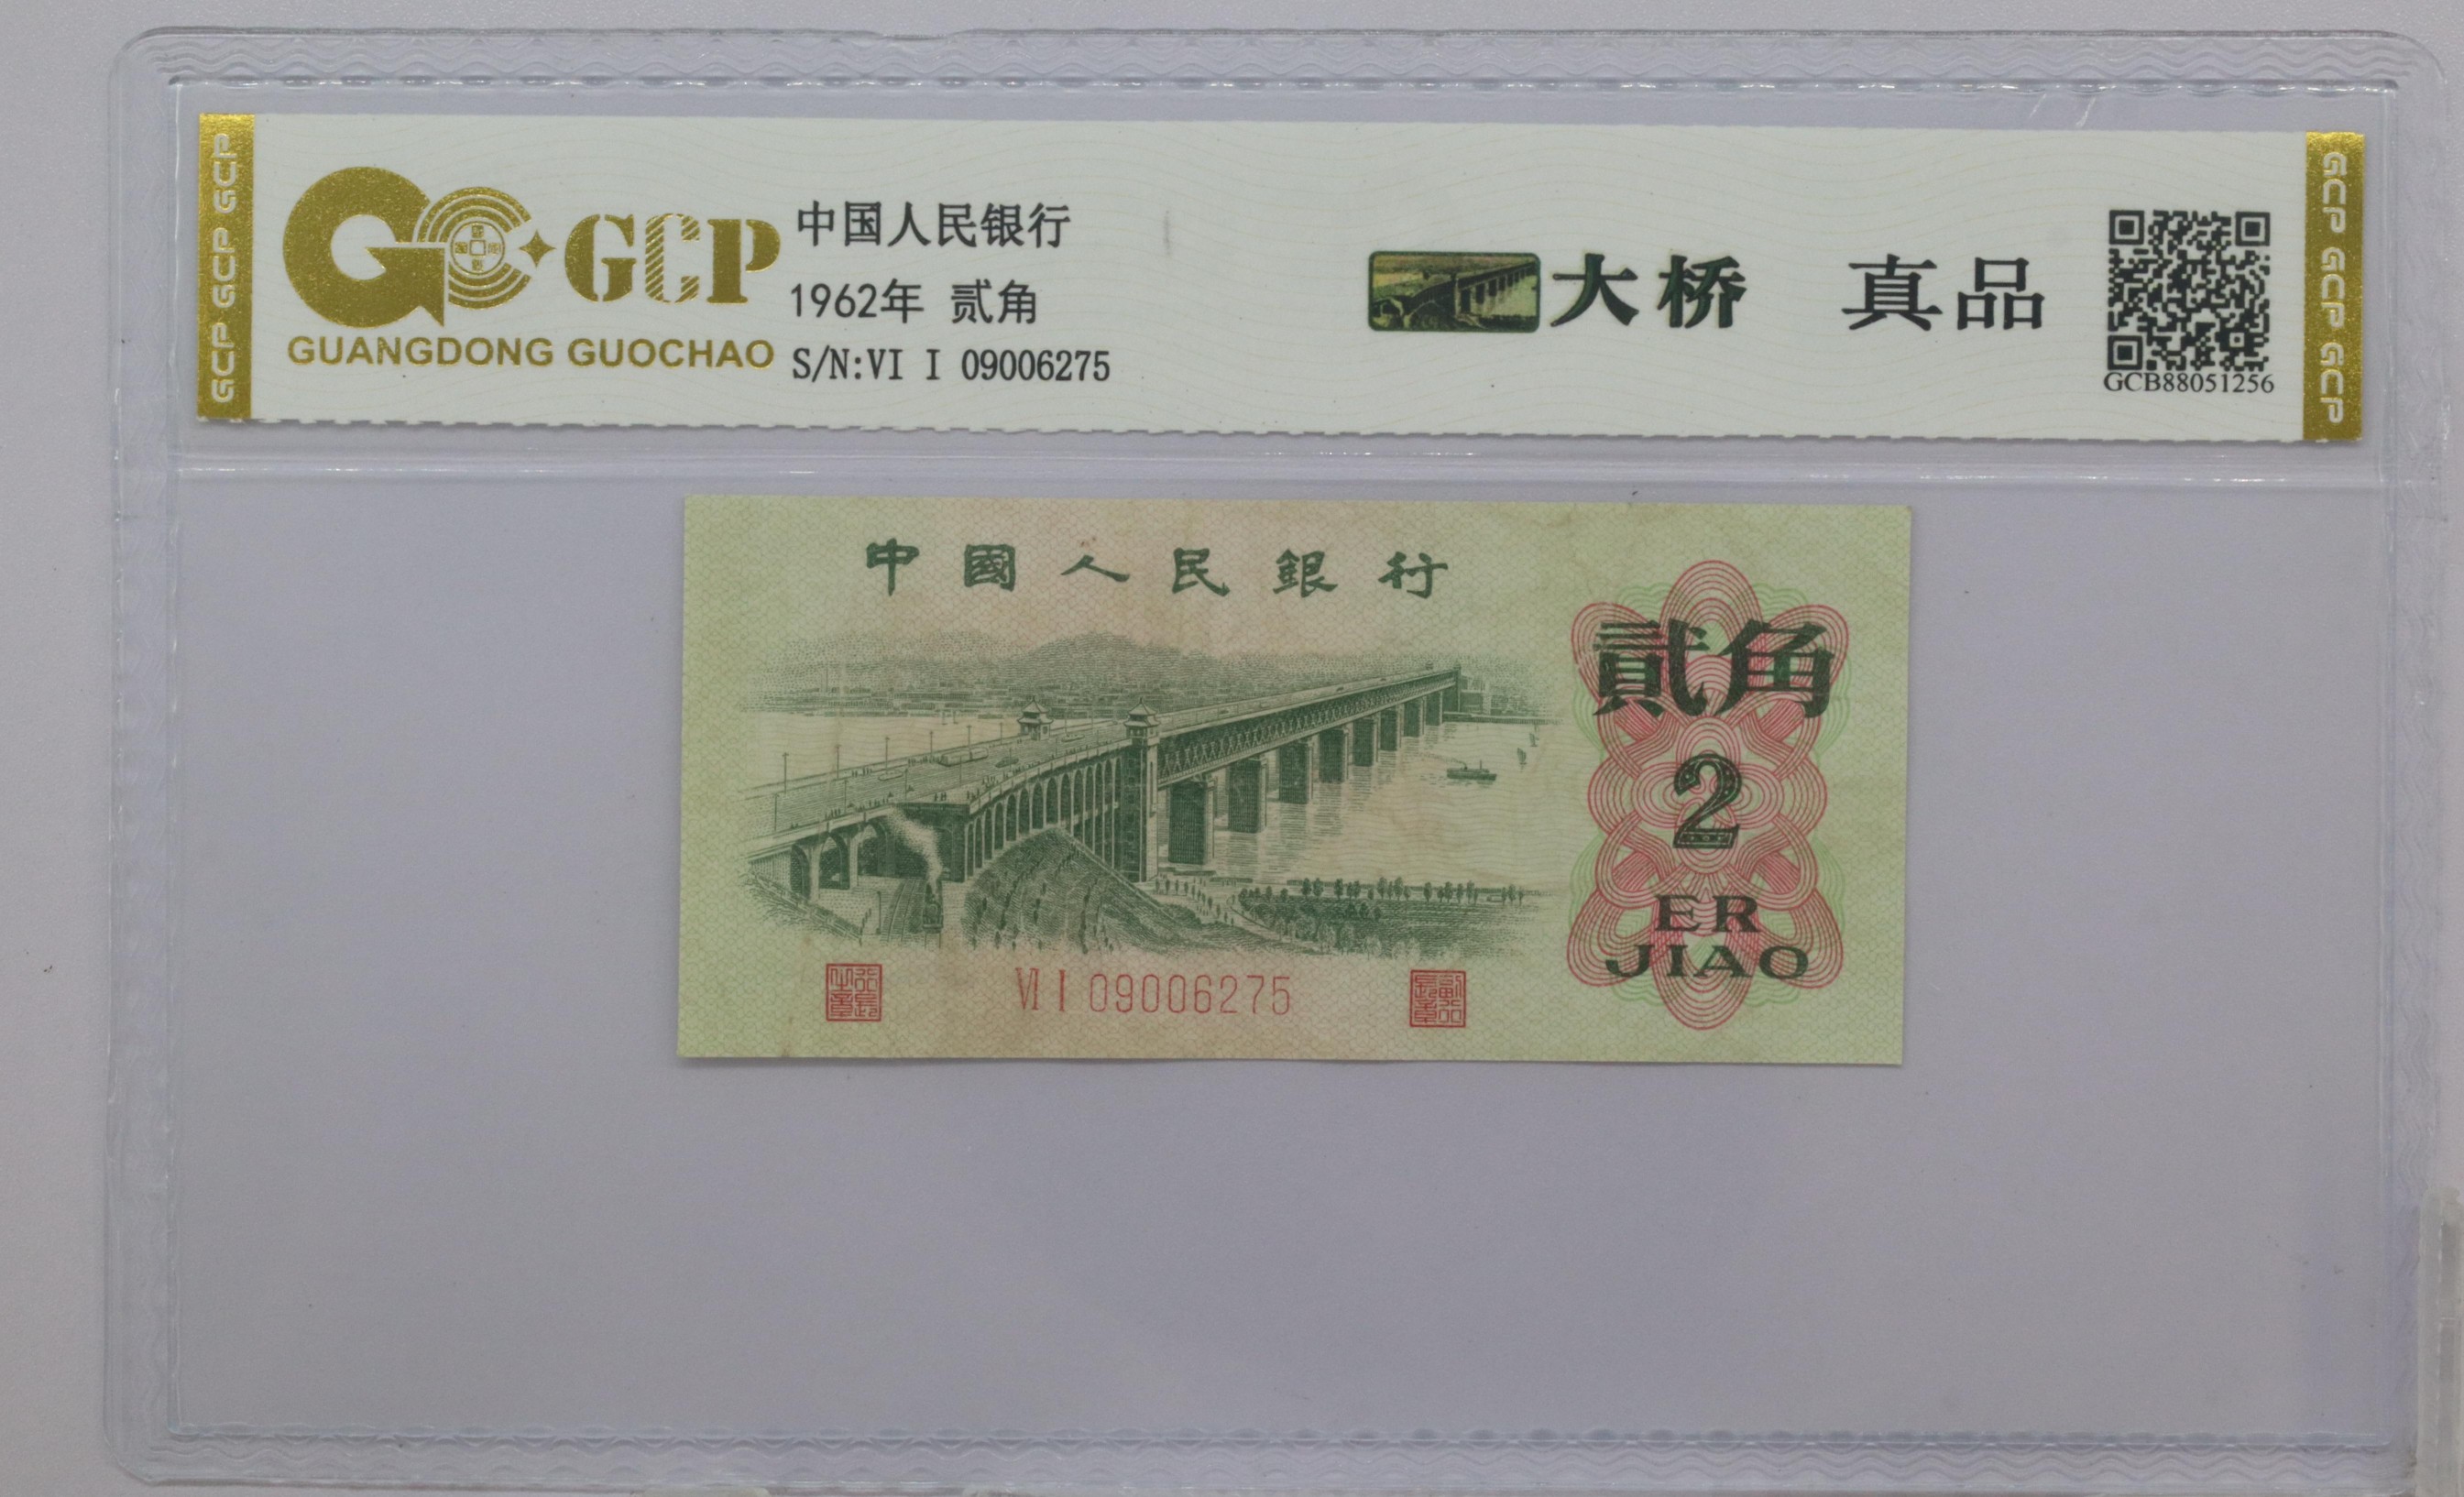 GCP GCP GCP
GCP
GUANGDONG GUOCHAO
中国人民银行
1962年 贰角
S/N:VI I 09006275
大桥 真品
GCB88051256
GCP GCP GCP
中國人民銀行
貳角
2
ER
JIAO
VI I 09006275